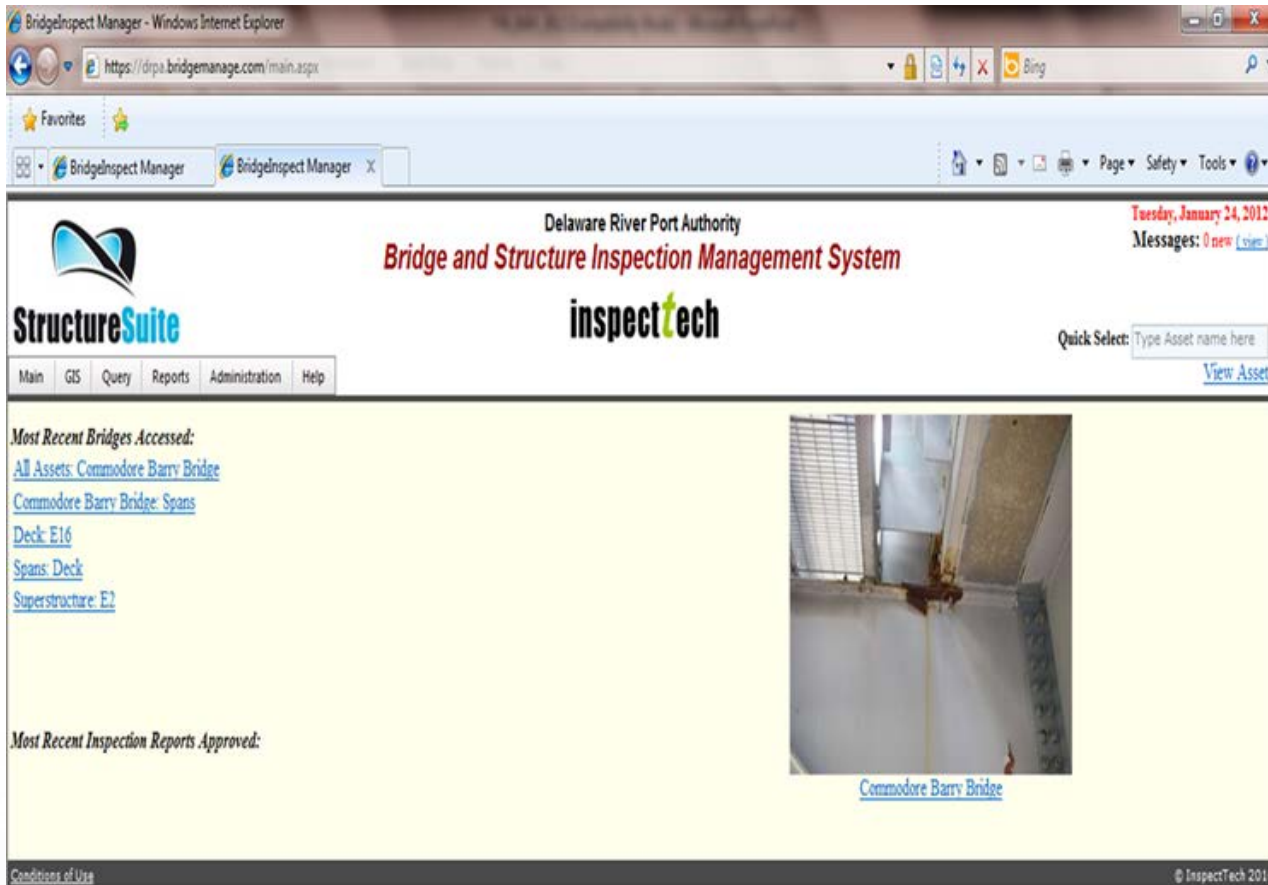 BridgeInspect Manager - Windows Internet Explorer
https://drpa.bridgemanage.com/main.aspx
Bing
Favorites
BridgeInspect Manager
BridgeInspect Manager
Page Safety Tools
Delaware River Port Authority
Bridge and Structure Inspection Management System
inspecttech
StructureSuite
Tuesday, January 24, 2012
Messages: 0 new (view)
Quick Select: Type Asset name here
View Asset
Main GIS Query Reports Administration Help
Most Recent Bridges Accessed:
All Assets: Commodore Barry Bridge
Commodore Barry Bridge: Spans
Deck: E16
Spans: Deck
Superstructure: E2
Most Recent Inspection Reports Approved:
Commodore Barry Bridge
Conditions of Use
© InspectTech 201